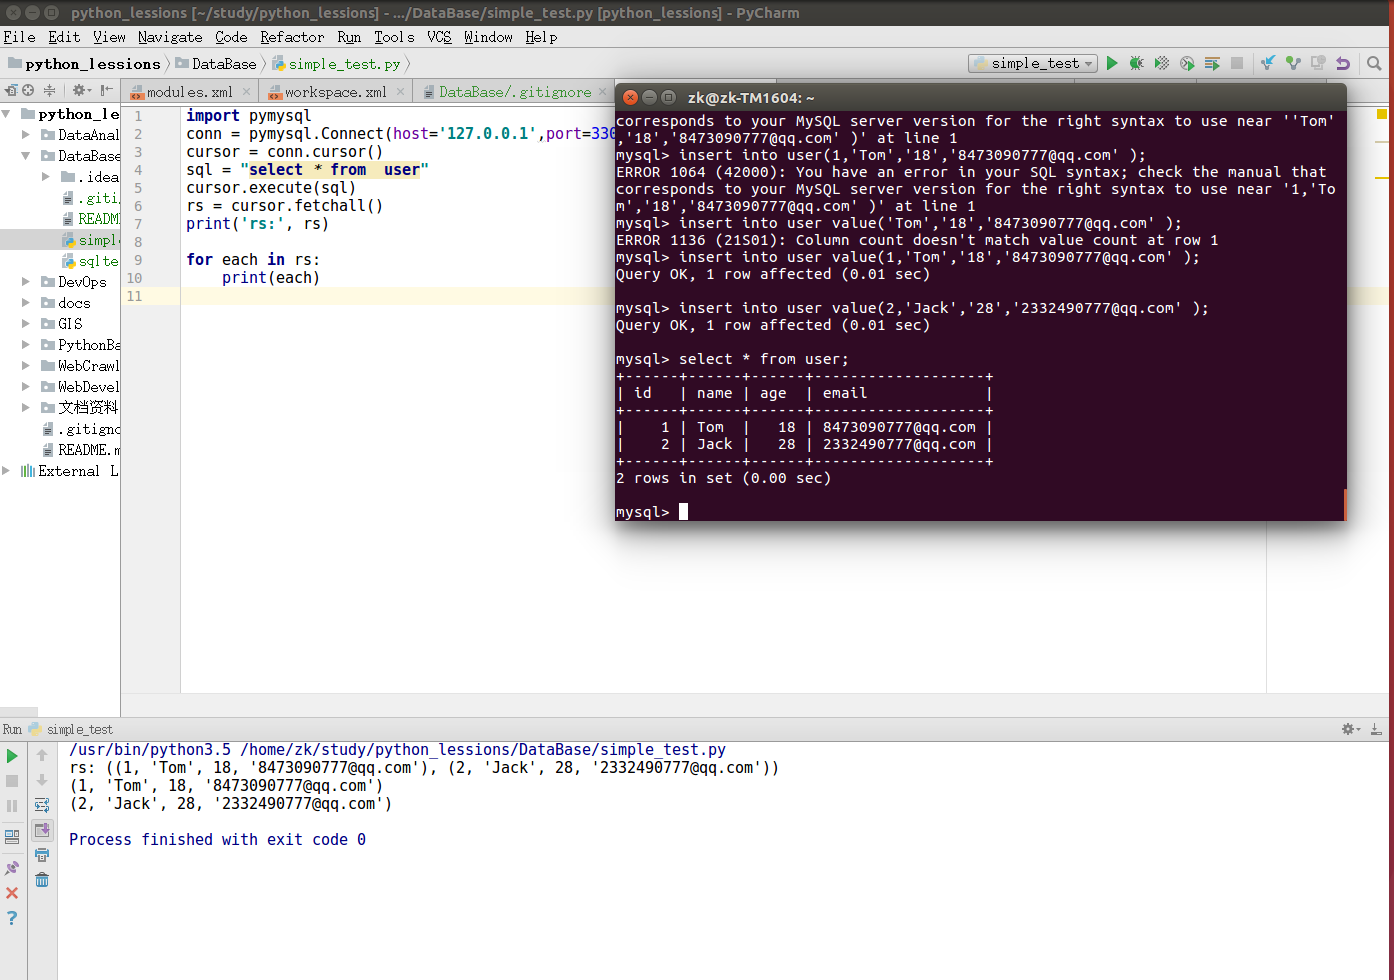 python_lessions [~/study/python_lessions] - .../DataBase/simple_test.py [python_lessions] - PyCharm
File Edit View Navigate Code Refactor Run Tools VCS Window Help
python_lessions DataBase simple_test.py simple_test
modules.xml workspace.xml DataBase/.gitignore
python_le
DataAnal
DataBase
.idea
.giti
README
simpl
sqlte
DevOps
docs
GIS
PythonBa
WebCrawl
WebDevel
文档资料
.gitigno
README.m
External L
1 import pymysql
2 conn = pymysql.Connect(host='127.0.0.1',port=330
3 cursor = conn.cursor()
4 sql = "select * from  user"
5 cursor.execute(sql)
6 rs = cursor.fetchall()
7 print('rs:', rs)
8
9 for each in rs:
10 print(each)
11
zk@zk-TM1604: ~
corresponds to your MySQL server version for the right syntax to use near ''Tom'
,'18','8473090777@qq.com' )' at line 1
mysql> insert into user(1,'Tom','18','8473090777@qq.com' );
ERROR 1064 (42000): You have an error in your SQL syntax; check the manual that
corresponds to your MySQL server version for the right syntax to use near '1,'To
m','18','8473090777@qq.com' )' at line 1
mysql> insert into user value('Tom','18','8473090777@qq.com' );
ERROR 1136 (21S01): Column count doesn't match value count at row 1
mysql> insert into user value(1,'Tom','18','8473090777@qq.com' );
Query OK, 1 row affected (0.01 sec)
mysql> insert into user value(2,'Jack','28','2332490777@qq.com' );
Query OK, 1 row affected (0.01 sec)
mysql> select * from user;
+------+------+------+-------------------+
| id   | name | age  | email             |
+------+------+------+-------------------+
|    1 | Tom  |   18 | 8473090777@qq.com |
|    2 | Jack |   28 | 2332490777@qq.com |
+------+------+------+-------------------+
2 rows in set (0.00 sec)
mysql>
Run simple_test
/usr/bin/python3.5 /home/zk/study/python_lessions/DataBase/simple_test.py
rs: ((1, 'Tom', 18, '8473090777@qq.com'), (2, 'Jack', 28, '2332490777@qq.com'))
(1, 'Tom', 18, '8473090777@qq.com')
(2, 'Jack', 28, '2332490777@qq.com')
Process finished with exit code 0